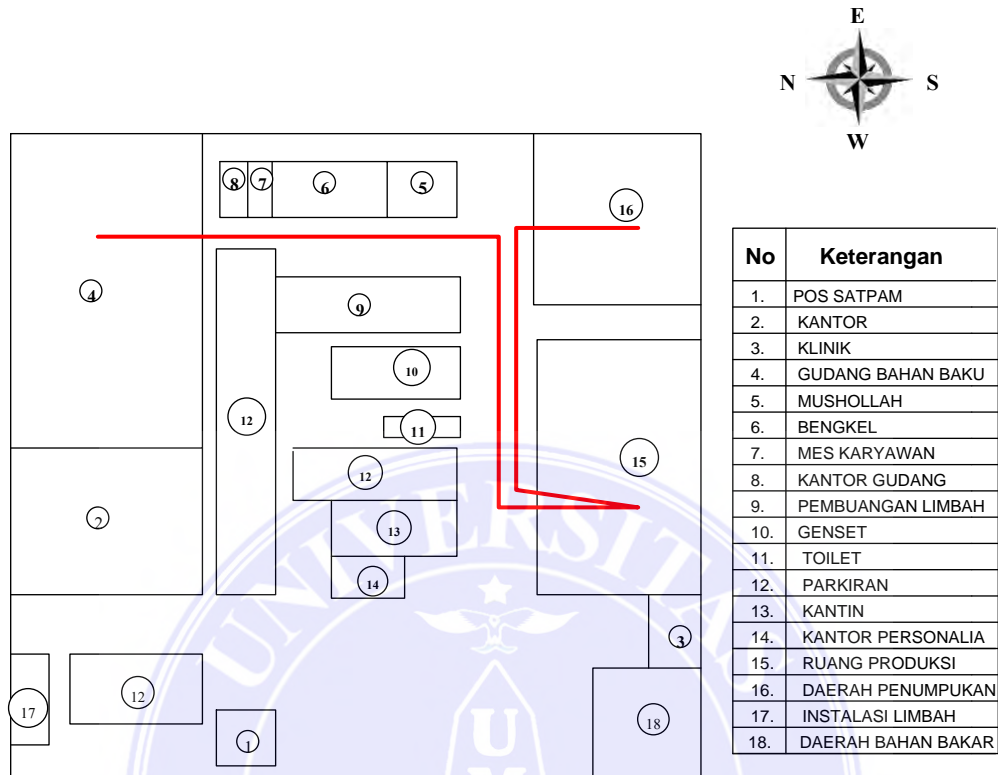 E
N S
W
8 7 6 5
16
4
9
10
12
11
15
12
2
13
14
3
17
12
18
1
No Keterangan
1. POS SATPAM
2. KANTOR
3. KLINIK
4. GUDANG BAHAN BAKU
5. MUSHOLLAH
6. BENGKEL
7. MES KARYAWAN
8. KANTOR GUDANG
9. PEMBUANGAN LIMBAH
10. GENSET
11. TOILET
12. PARKIRAN
13. KANTIN
14. KANTOR PERSONALIA
15. RUANG PRODUKSI
16. DAERAH PENUMPUKAN
17. INSTALASI LIMBAH
18. DAERAH BAHAN BAKAR
UNIVERSITAS
U